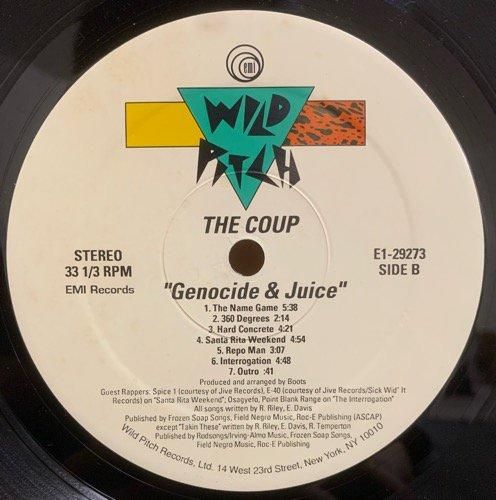 emi
WILD
PITCH
THE COUP
STEREO
33 1/3 RPM
EMI Records
E1-29273
SIDE B
"Genocide & Juice"
1. The Name Game 5:38
2. 360 Degrees 2:14
3. Hard Concrete 4:21
4. Santa Rita Weekend 4:54
5. Repo Man 3:07
6. Interrogation 4:48
7. Outro :41
Produced and arranged by Boots
Guest Rappers: Spice 1 (courtesy of Jive Records), E-40 (courtesy of Jive Records/Sick Wid' It
Records) on "Santa Rita Weekend"; Osagyefo, Point Blank Range on "The Interrogation"
All songs written by R. Riley, E. Davis
Published by Frozen Soap Songs, Field Negro Music, Roc-E Publishing (ASCAP)
except "Takin These" written by R. Riley, E. Davis, R. Temperton
Published by Rodsongs/Irving-Almo Music, Frozen Soap Songs,
Field Negro Music, Roc-E Publishing
Wild Pitch Records, Ltd. 14 West 23rd Street, New York, NY 10010